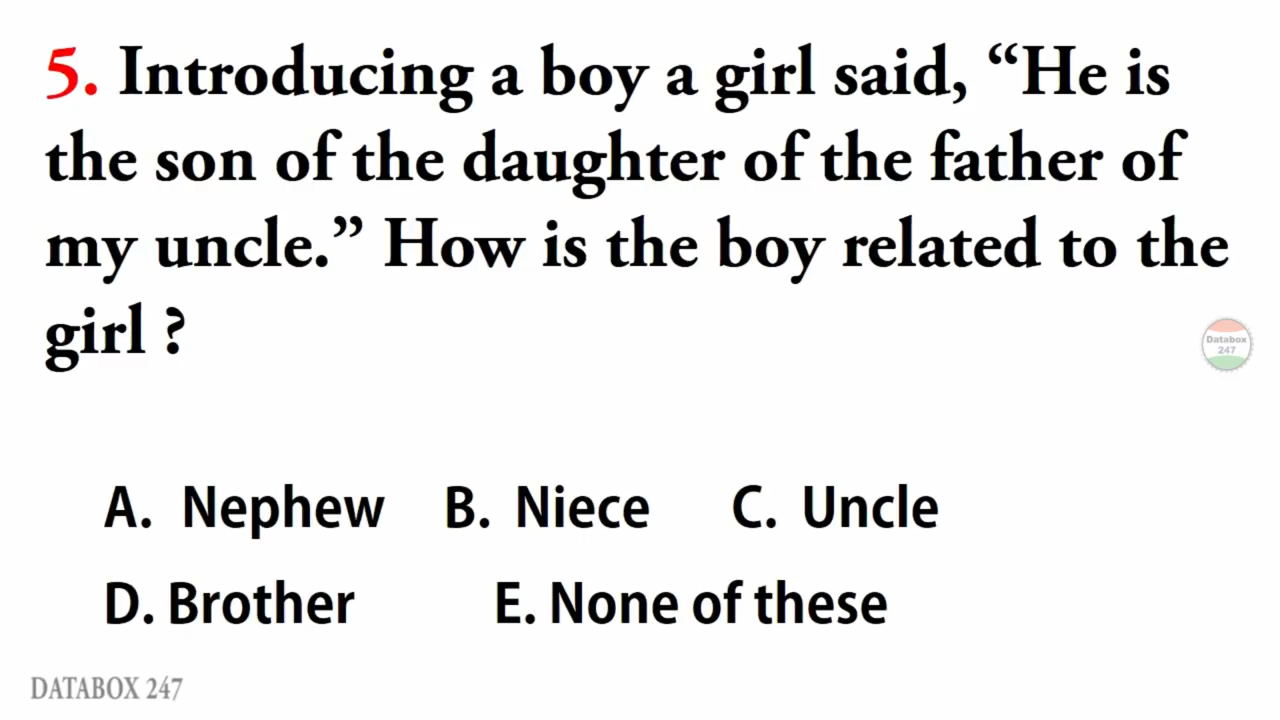 5. Introducing a boy a girl said, “He is
the son of the daughter of the father of
my uncle.” How is the boy related to the
girl ?
Databox
247
A. Nephew B. Niece C. Uncle
D. Brother E. None of these
DATABOX 247